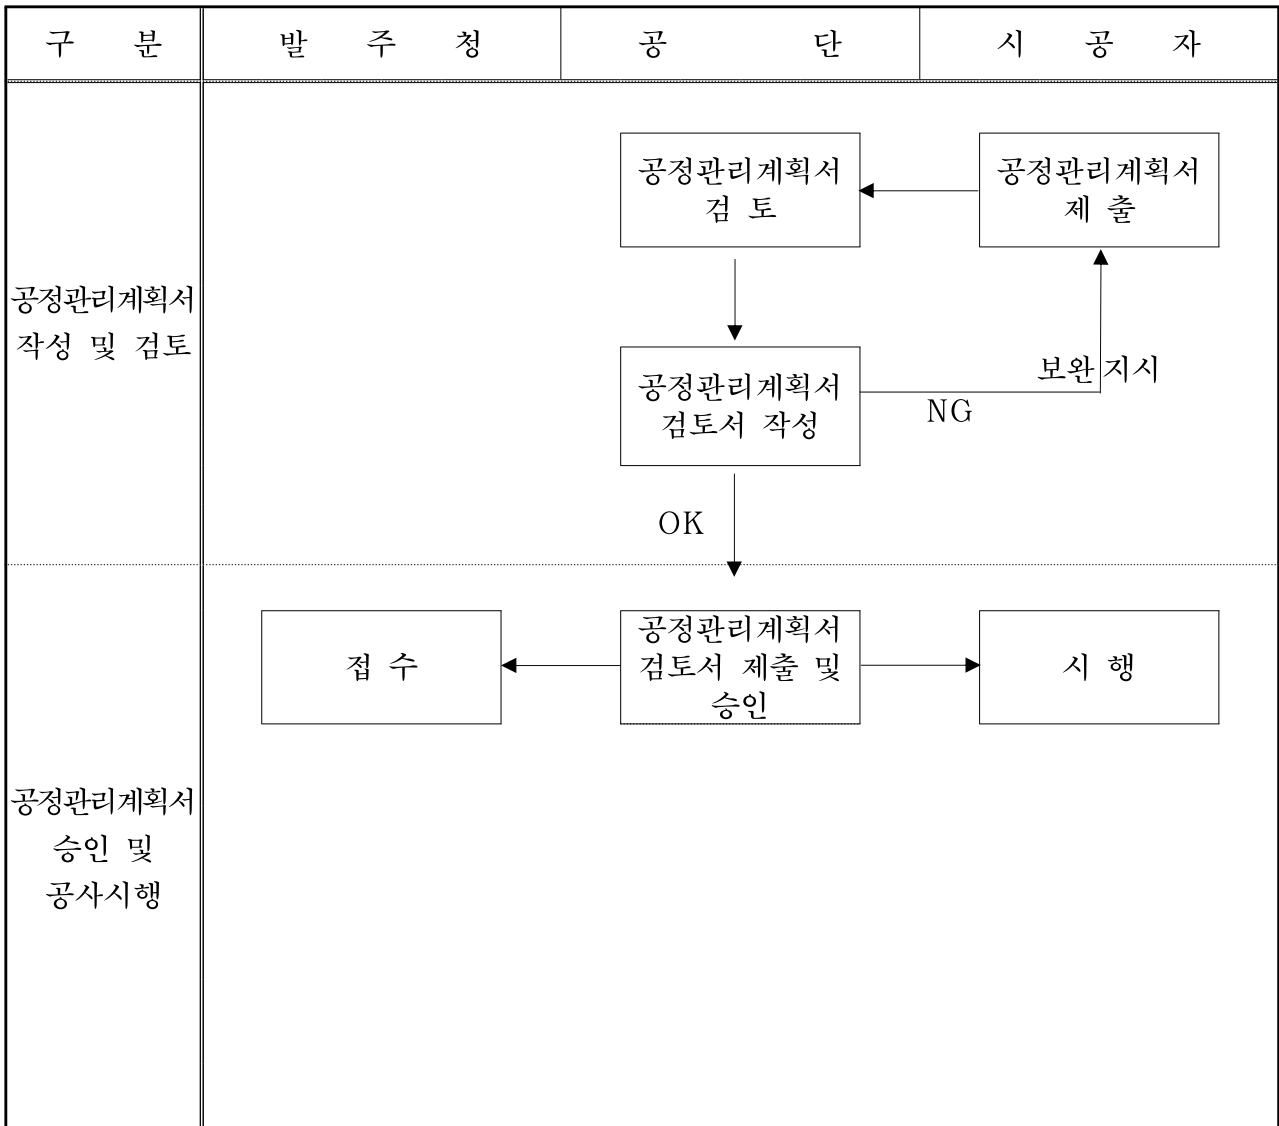 구 분 발 주 청 공 단 시 공 자
공정관리계획서
작성 및 검토
공정관리계획서
검 토
공정관리계획서
제 출
공정관리계획서
검토서 작성
보완 지시
NG
OK
공정관리계획서
승인 및
공사시행
접 수
공정관리계획서
검토서 제출 및
승인
시 행